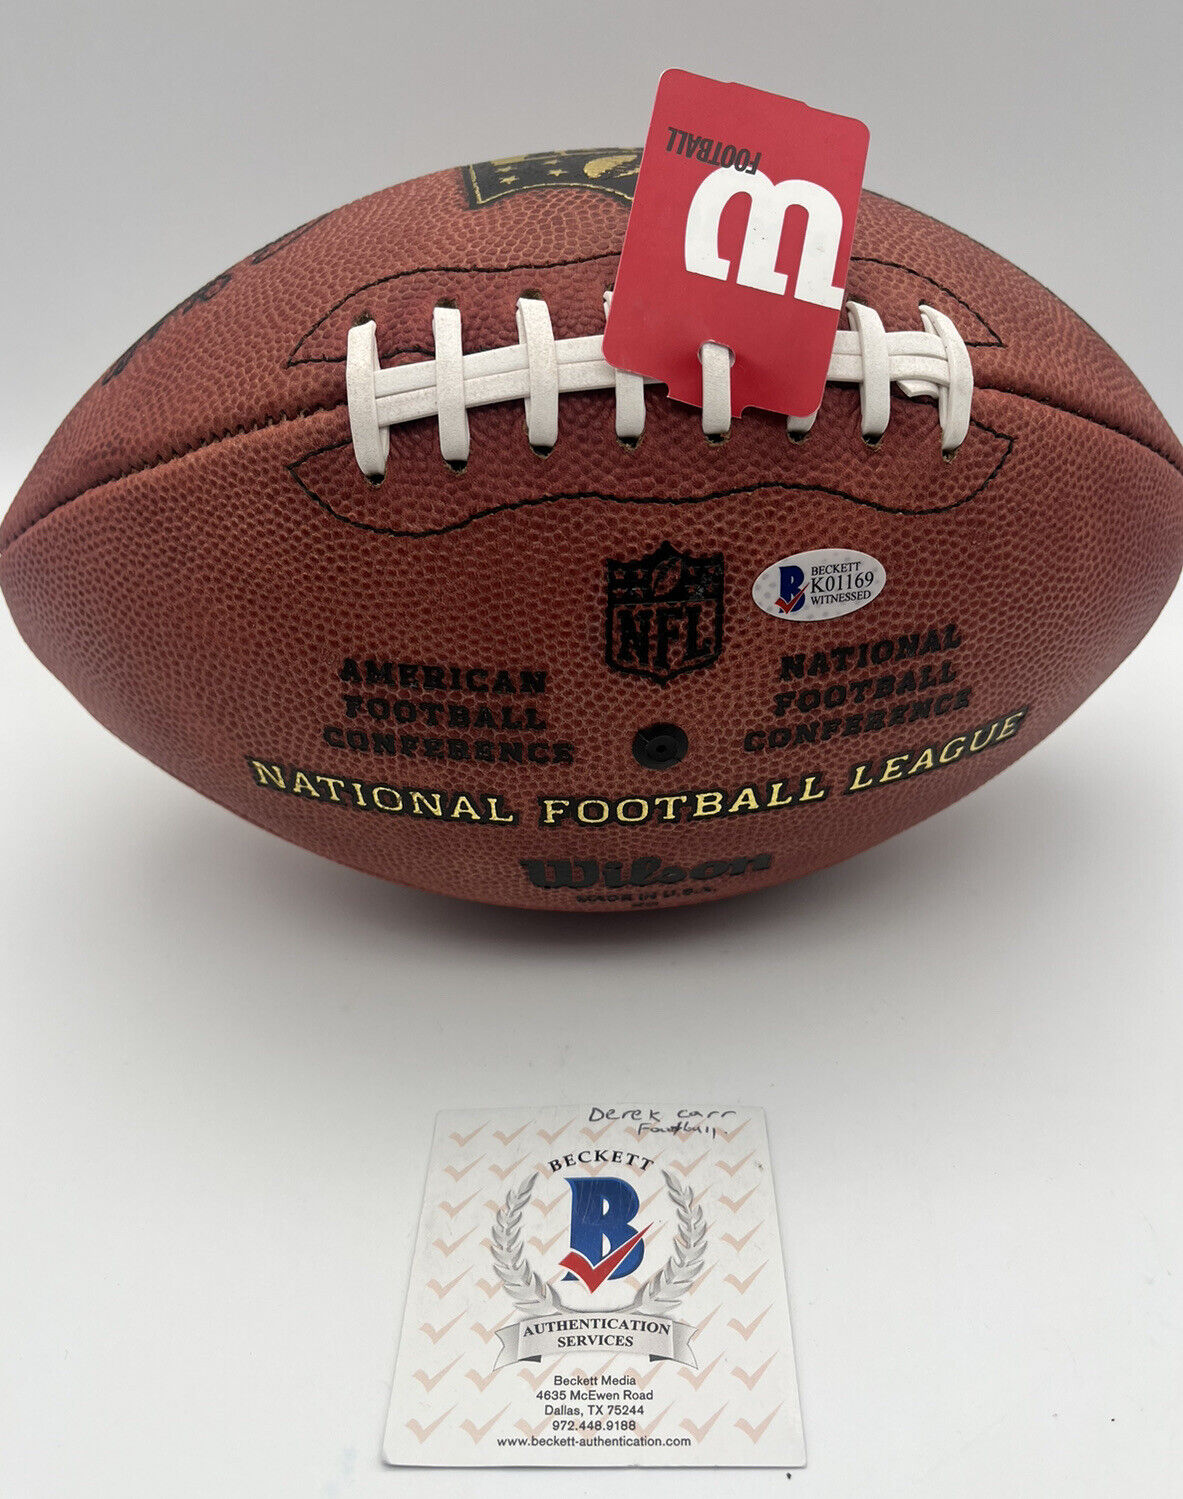 FOOTBALL
W
BECKETT
K01169
WITNESSED
NFL
AMERICAN
FOOTBALL
CONFERENCE
NATIONAL
FOOTBALL
CONFERENCE
NATIONAL FOOTBALL LEAGUE
Wilson
MADE IN U.S.A.
Derek Carr
Football.
BECKETT
B
AUTHENTICATION
SERVICES
Beckett Media
4635 McEwen Road
Dallas, TX 75244
972.448.9188
www.beckett-authentication.com